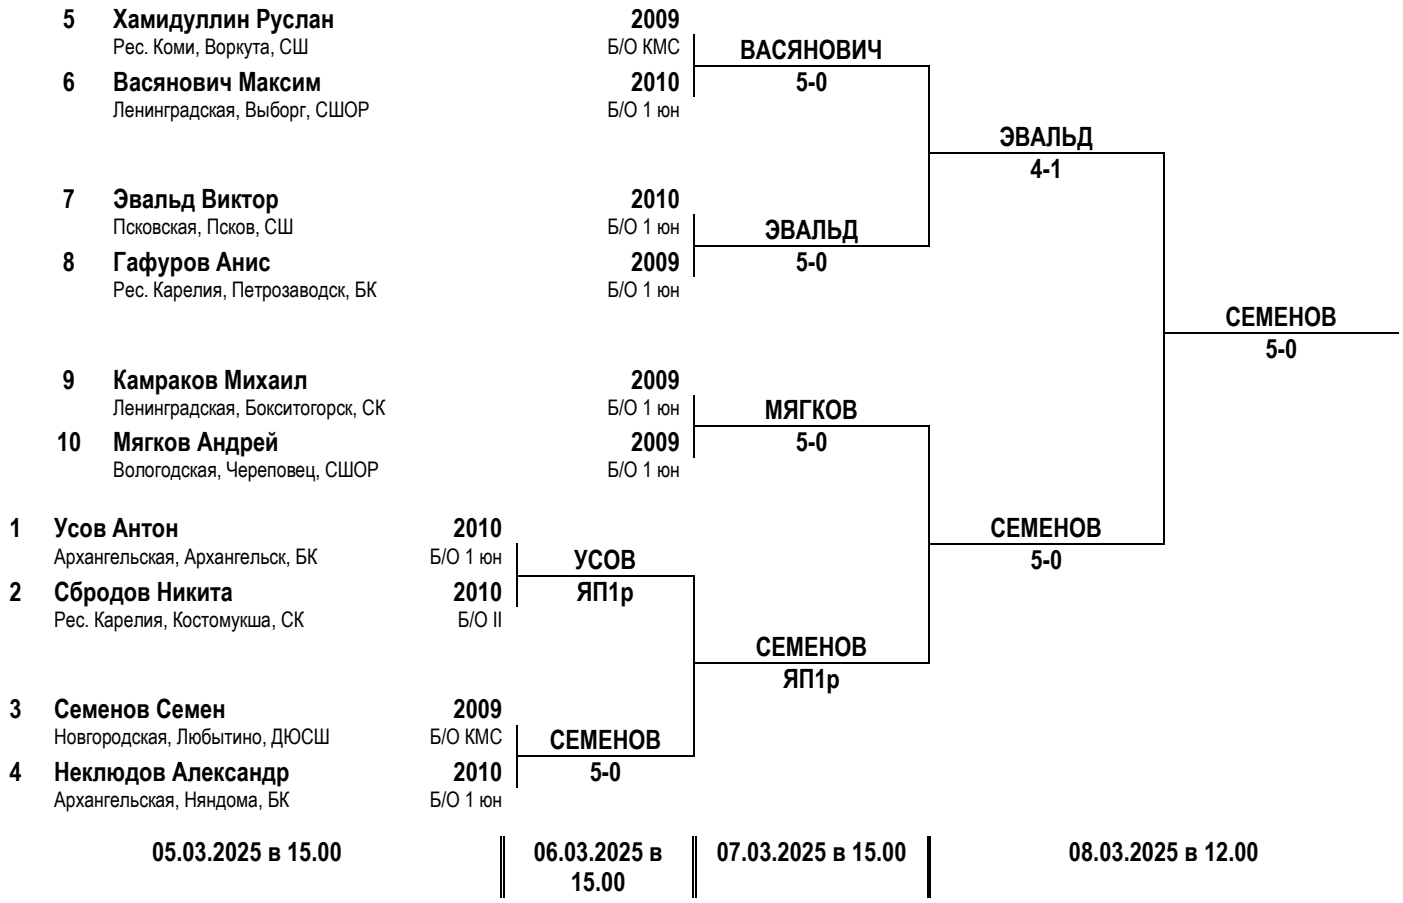 5 Хамидуллин Руслан 2009
Рес. Коми, Воркута, СШ Б/О КМС
ВАСЯНОВИЧ
6 Васянович Максим 2010 5-0
Ленинградская, Выборг, СШОР Б/О 1 юн
ЭВАЛЬД
4-1
7 Эвальд Виктор 2010
Псковская, Псков, СШ Б/О 1 юн
ЭВАЛЬД
8 Гафуров Анис 2009 5-0
Рес. Карелия, Петрозаводск, БК Б/О 1 юн
СЕМЕНОВ
5-0
9 Камраков Михаил 2009
Ленинградская, Бокситогорск, СК Б/О 1 юн
МЯГКОВ
10 Мягков Андрей 2009 5-0
Вологодская, Череповец, СШОР Б/О 1 юн
1 Усов Антон 2010 СЕМЕНОВ
Архангельская, Архангельск, БК Б/О 1 юн УСОВ 5-0
2 Сбродов Никита 2010 ЯП1р
Рес. Карелия, Костомукша, СК Б/О II
СЕМЕНОВ
ЯП1р
3 Семенов Семен 2009
Новгородская, Любытино, ДЮСШ Б/О КМС СЕМЕНОВ
4 Неклюдов Александр 2010 5-0
Архангельская, Няндома, БК Б/О 1 юн
05.03.2025 в 15.00 06.03.2025 в 07.03.2025 в 15.00 08.03.2025 в 12.00
15.00